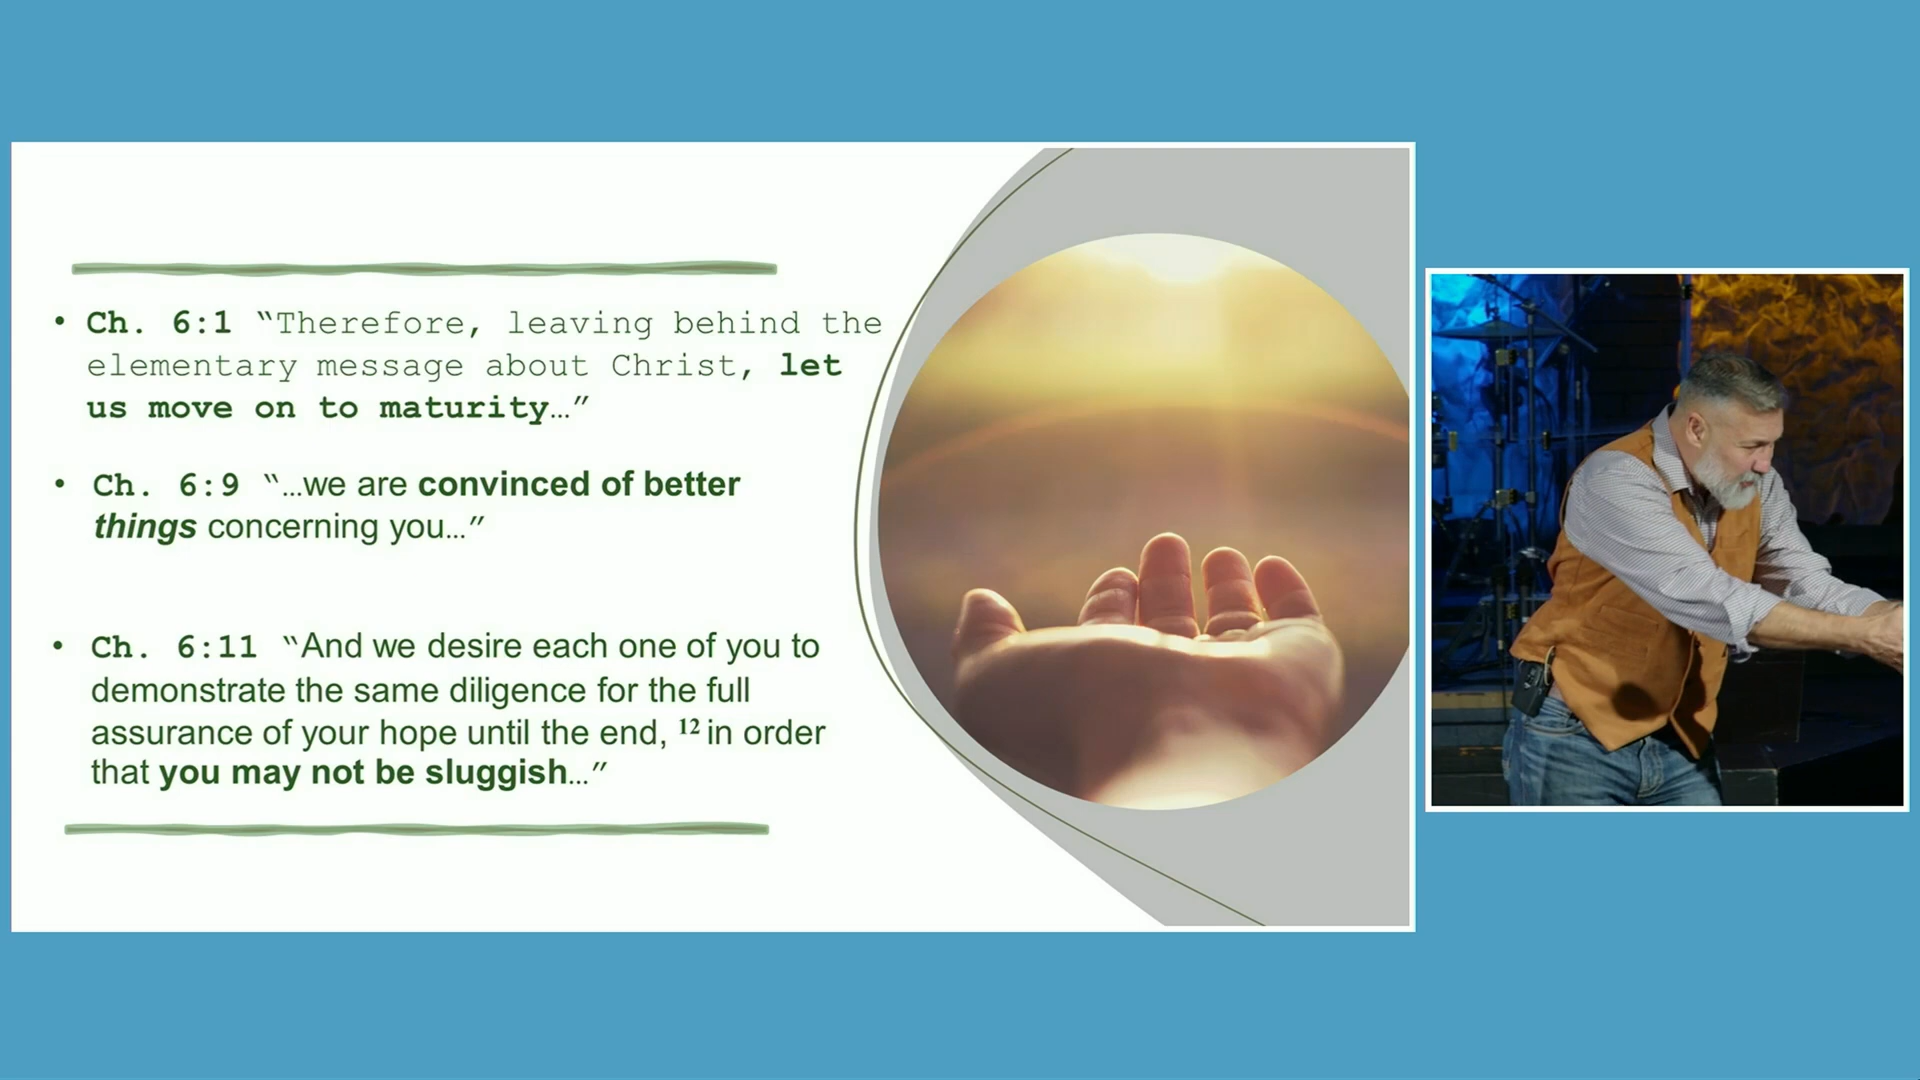 • Ch. 6:1 “Therefore, leaving behind the
elementary message about Christ, let
us move on to maturity…”
• Ch. 6:9 “…we are convinced of better
things concerning you…”
• Ch. 6:11 “And we desire each one of you to
demonstrate the same diligence for the full
assurance of your hope until the end, 12 in order
that you may not be sluggish…”